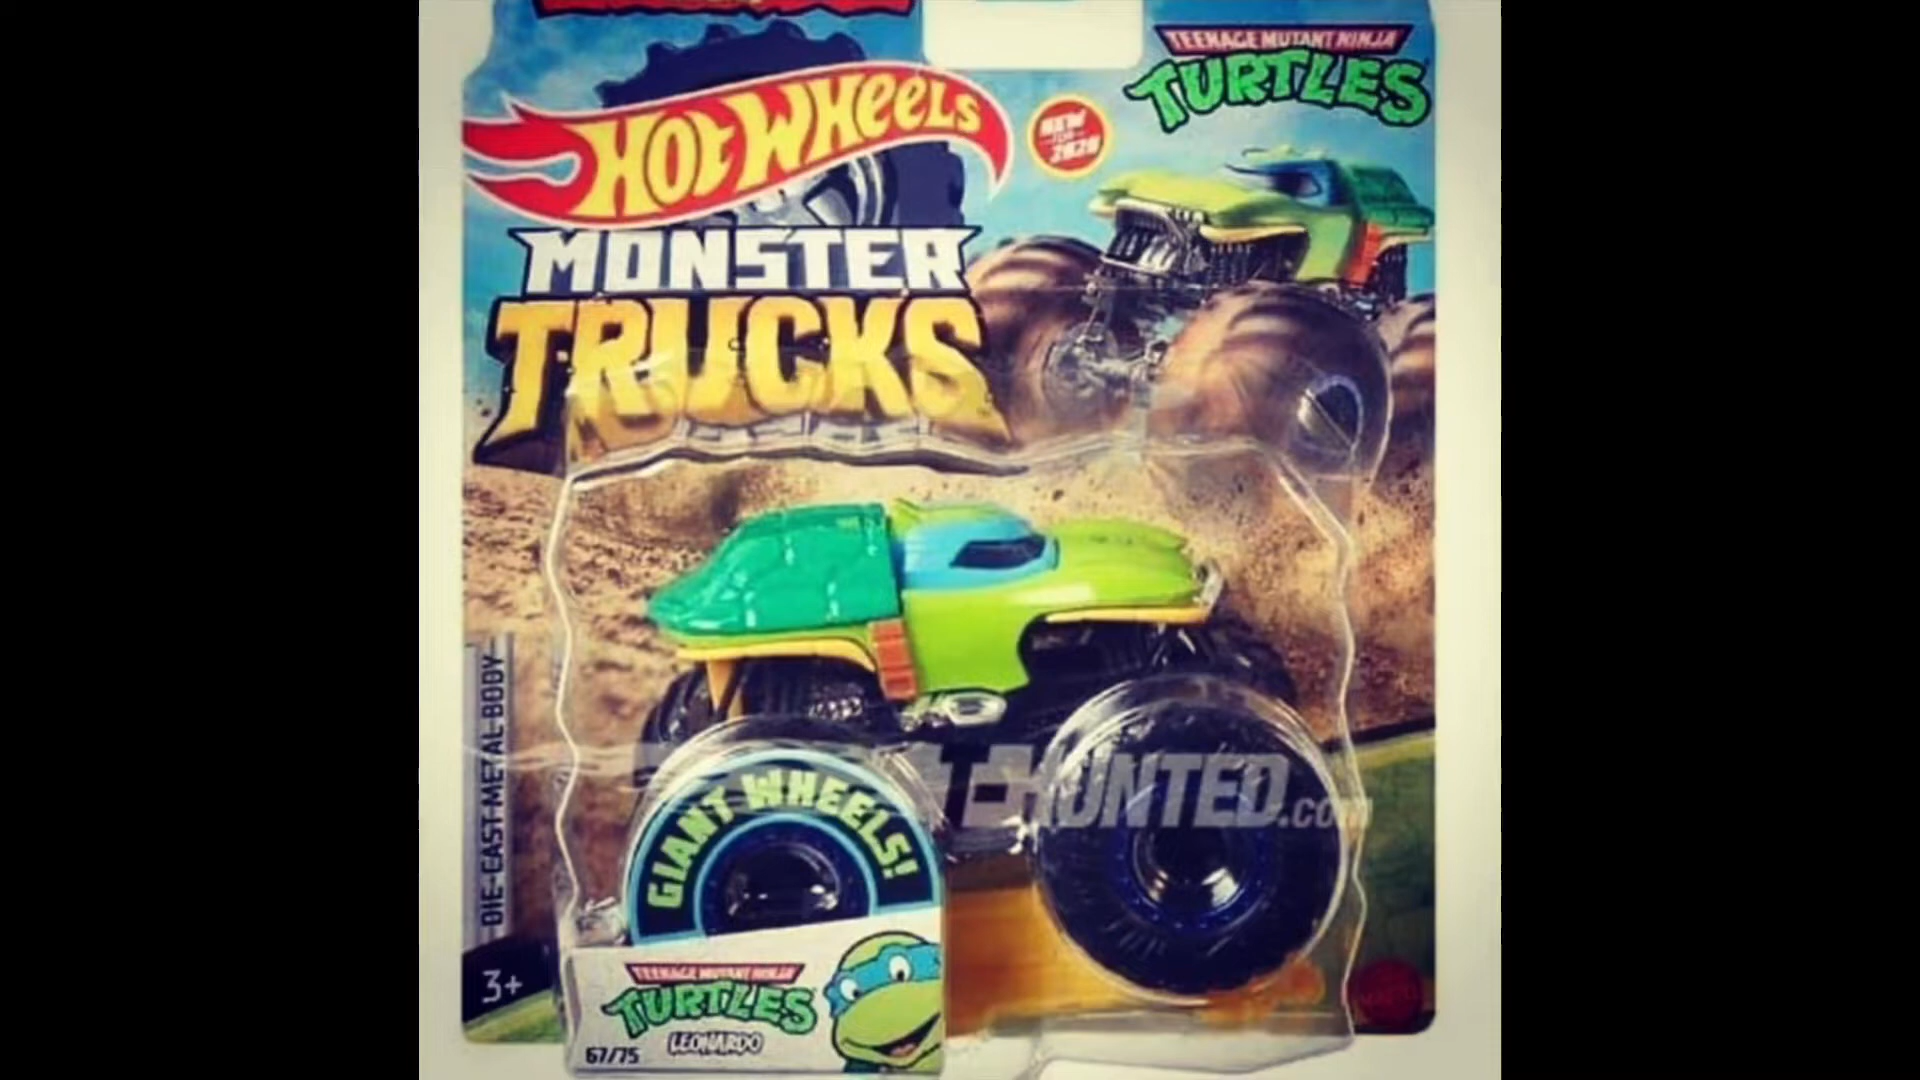 TEENAGE MUTANT NINJA
TURTLES
HOT WHEELS
NEW
FOR
2020
MONSTER
TRUCKS
DIE-CAST METAL BODY
T-HUNTED.com
GIANT WHEELS!
3+
TEENAGE MUTANT NINJA
TURTLES
LEONARDO
67/75